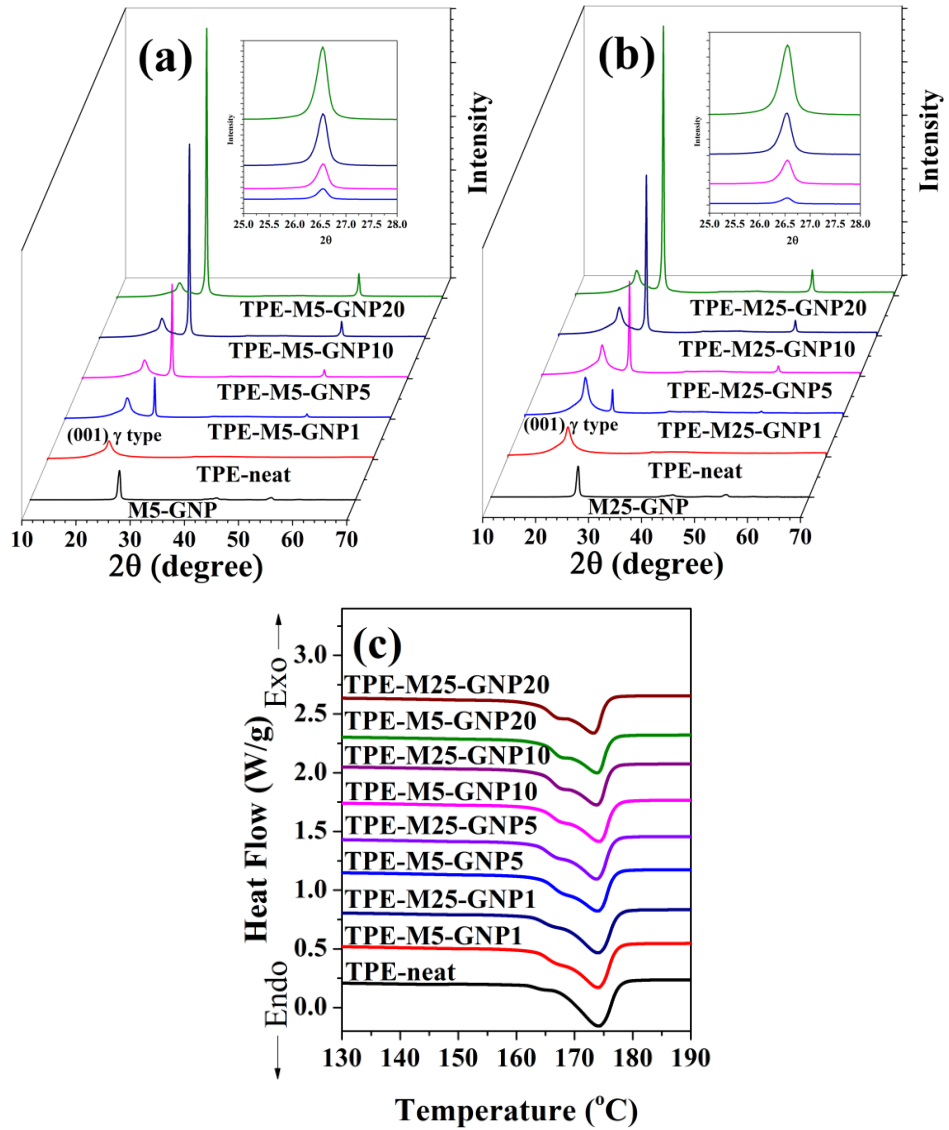 (a)
Intensity
25.0 25.5 26.0 26.5 27.0 27.5 28.0
2θ
Intensity
TPE-M5-GNP20
TPE-M5-GNP10
TPE-M5-GNP5
TPE-M5-GNP1
(001) γ type
TPE-neat
M5-GNP
10 20 30 40 50 60 70
2θ (degree)
(b)
Intensity
25.0 25.5 26.0 26.5 27.0 27.5 28.0
2θ
Intensity
TPE-M25-GNP20
TPE-M25-GNP10
TPE-M25-GNP5
TPE-M25-GNP1
(001) γ type
TPE-neat
M25-GNP
10 20 30 40 50 60 70
2θ (degree)
(c)
Exo
Heat Flow (W/g)
Endo
3.0
2.5
2.0
1.5
1.0
0.5
0.0
TPE-M25-GNP20
TPE-M5-GNP20
TPE-M25-GNP10
TPE-M5-GNP10
TPE-M25-GNP5
TPE-M5-GNP5
TPE-M25-GNP1
TPE-M5-GNP1
TPE-neat
130 140 150 160 170 180 190
Temperature (°C)